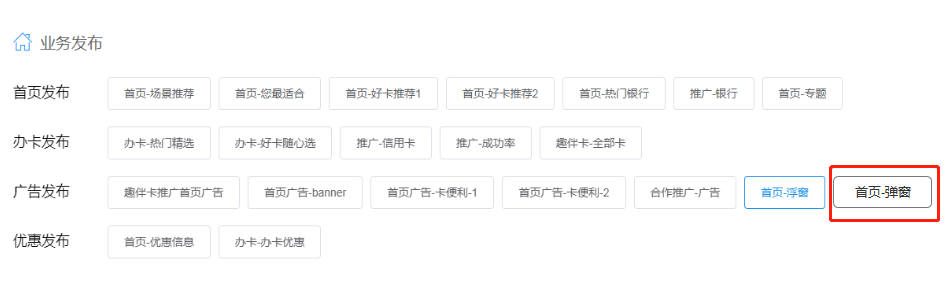 业务发布
首页发布 首页-场景推荐 首页-您最适合 首页-好卡推荐1 首页-好卡推荐2 首页-热门银行 推广-银行 首页-专题
办卡发布 办卡-热门精选 办卡-好卡随心选 推广-信用卡 推广-成功率 趣伴卡-全部卡
广告发布 趣伴卡推广首页广告 首页广告-banner 首页广告-卡便利-1 首页广告-卡便利-2 合作推广-广告 首页-浮窗 首页-弹窗
优惠发布 首页-优惠信息 办卡-办卡优惠